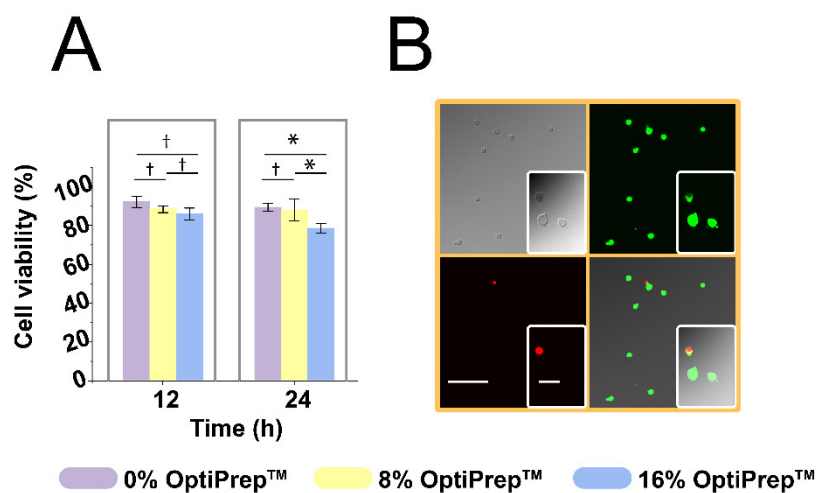 A
B
†
*
† †
† *
Cell viability (%)
100
80
60
40
20
0
12
24
Time (h)
0% OptiPrep™
8% OptiPrep™
16% OptiPrep™